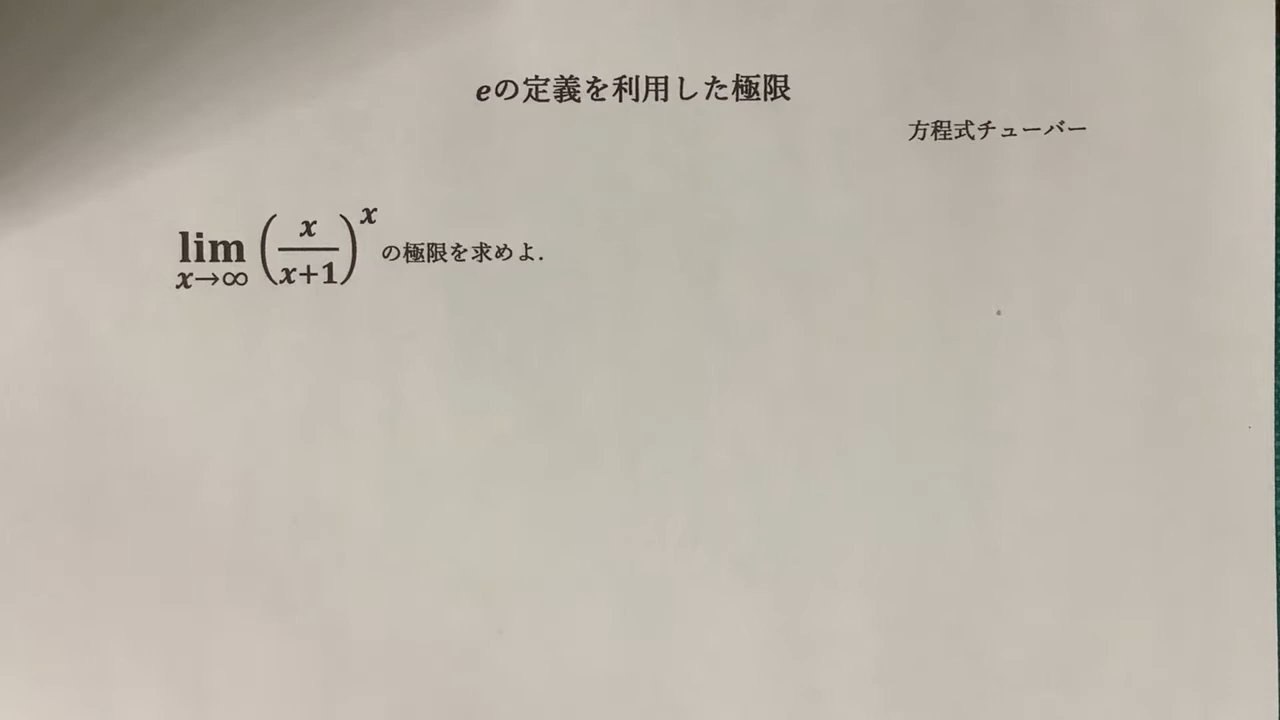 eの定義を利用した極限
方程式チューバー
lim_{x→∞} (x/(x+1))^x の極限を求めよ.